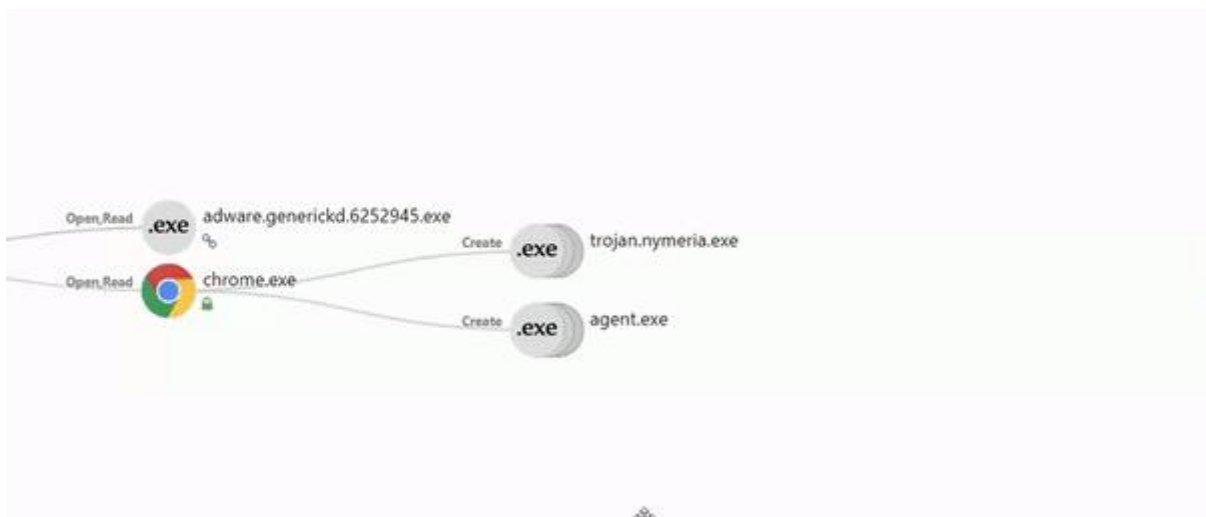 Open,Read
.exe
adware.generickd.6252945.exe
Create
.exe
trojan.nymeria.exe
Open,Read
chrome.exe
Create
.exe
agent.exe